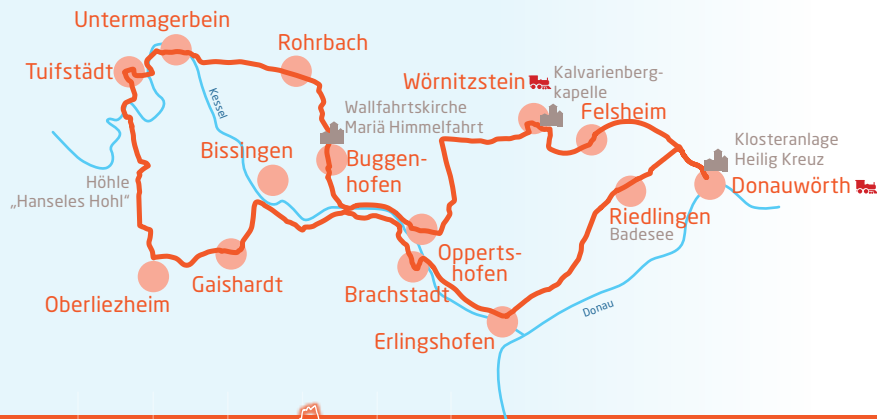 Untermagerbein
Rohrbach
Tuifstädt
Wörnitzstein
Kalvarienberg-
kapelle
Kessel
Wallfahrtskirche
Mariä Himmelfahrt
Felsheim
Bissingen
Buggen-
hofen
Klosteranlage
Heilig Kreuz
Höhle
„Hanseles Hohl“
Donauwörth
Riedlingen
Badesee
Opperts-
hofen
Gaishardt
Oberliezheim
Brachstadt
Donau
Erlingshofen